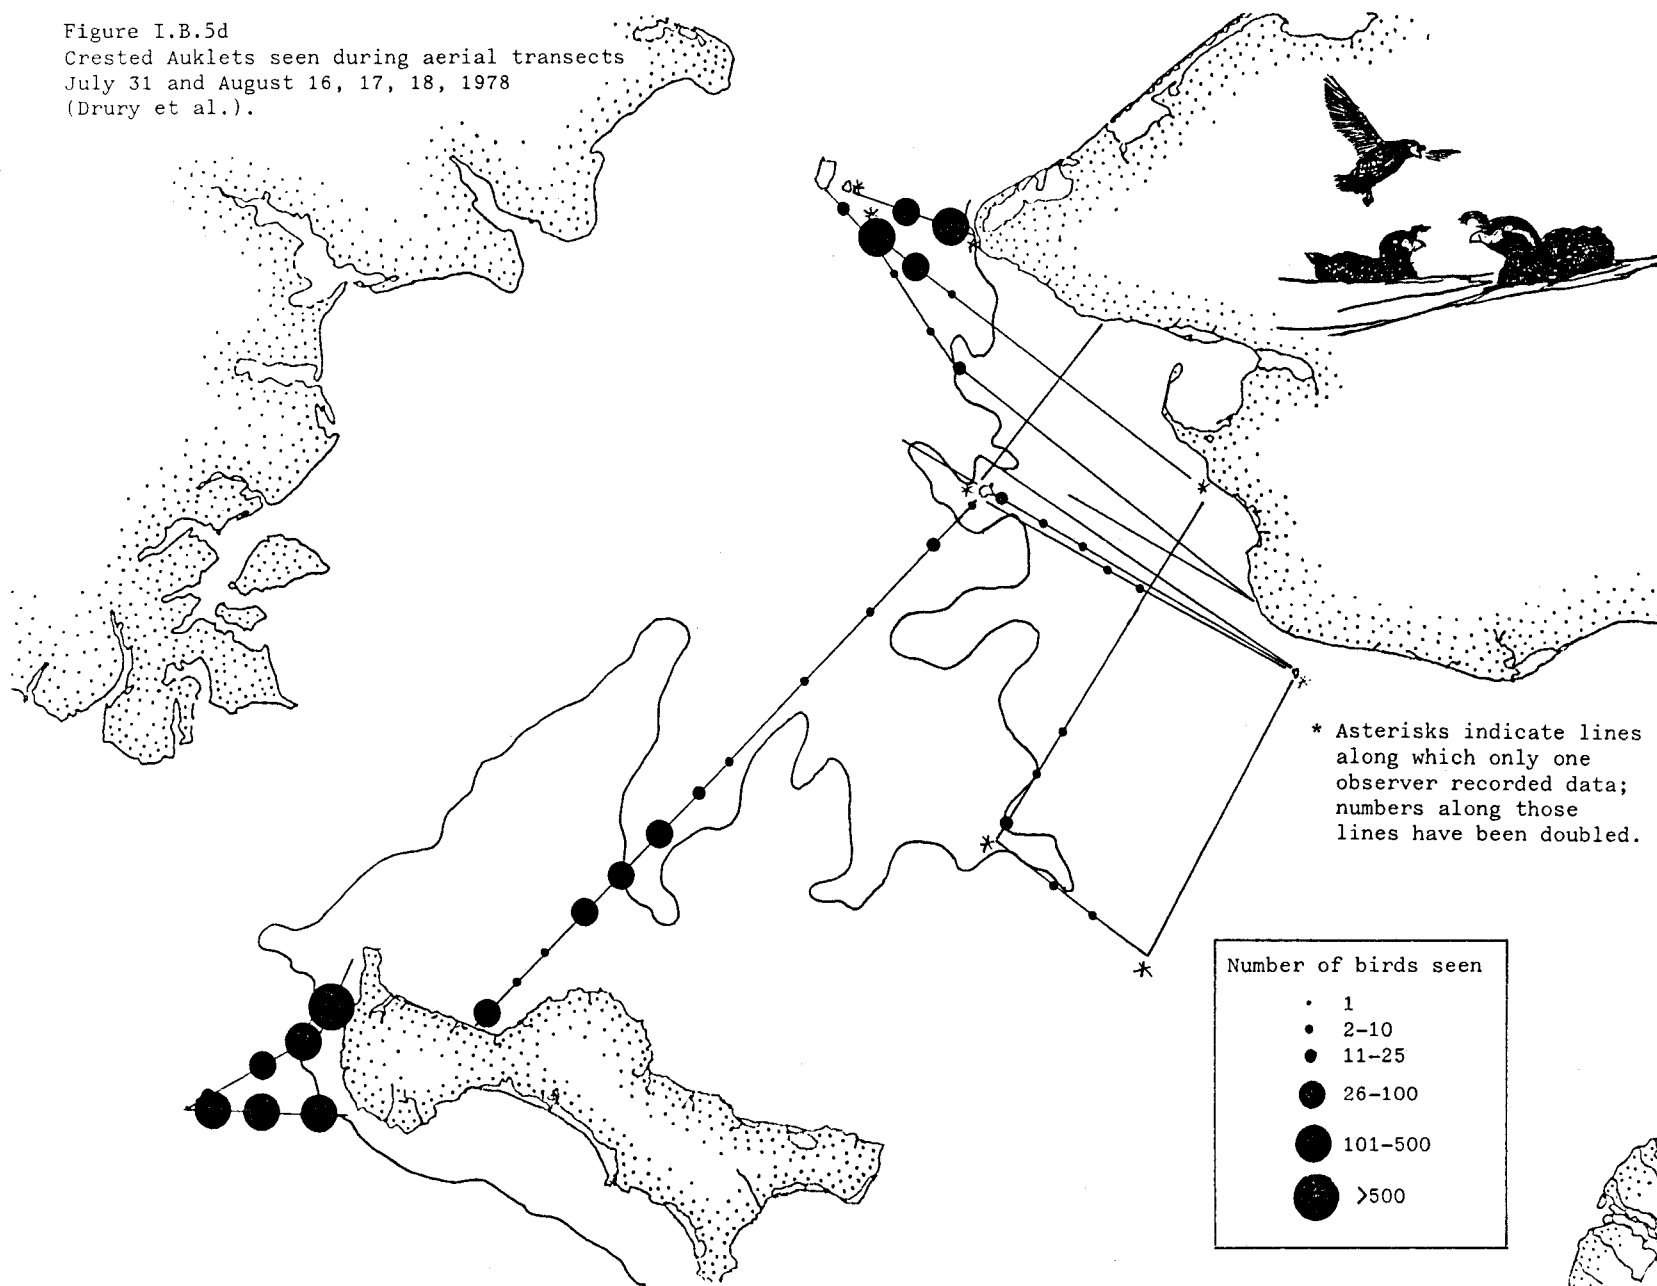 Figure I.B.5d
Crested Auklets seen during aerial transects
July 31 and August 16, 17, 18, 1978
(Drury et al.).
* Asterisks indicate lines
along which only one
observer recorded data;
numbers along those
lines have been doubled.
Number of birds seen
1
2-10
11-25
26-100
101-500
>500